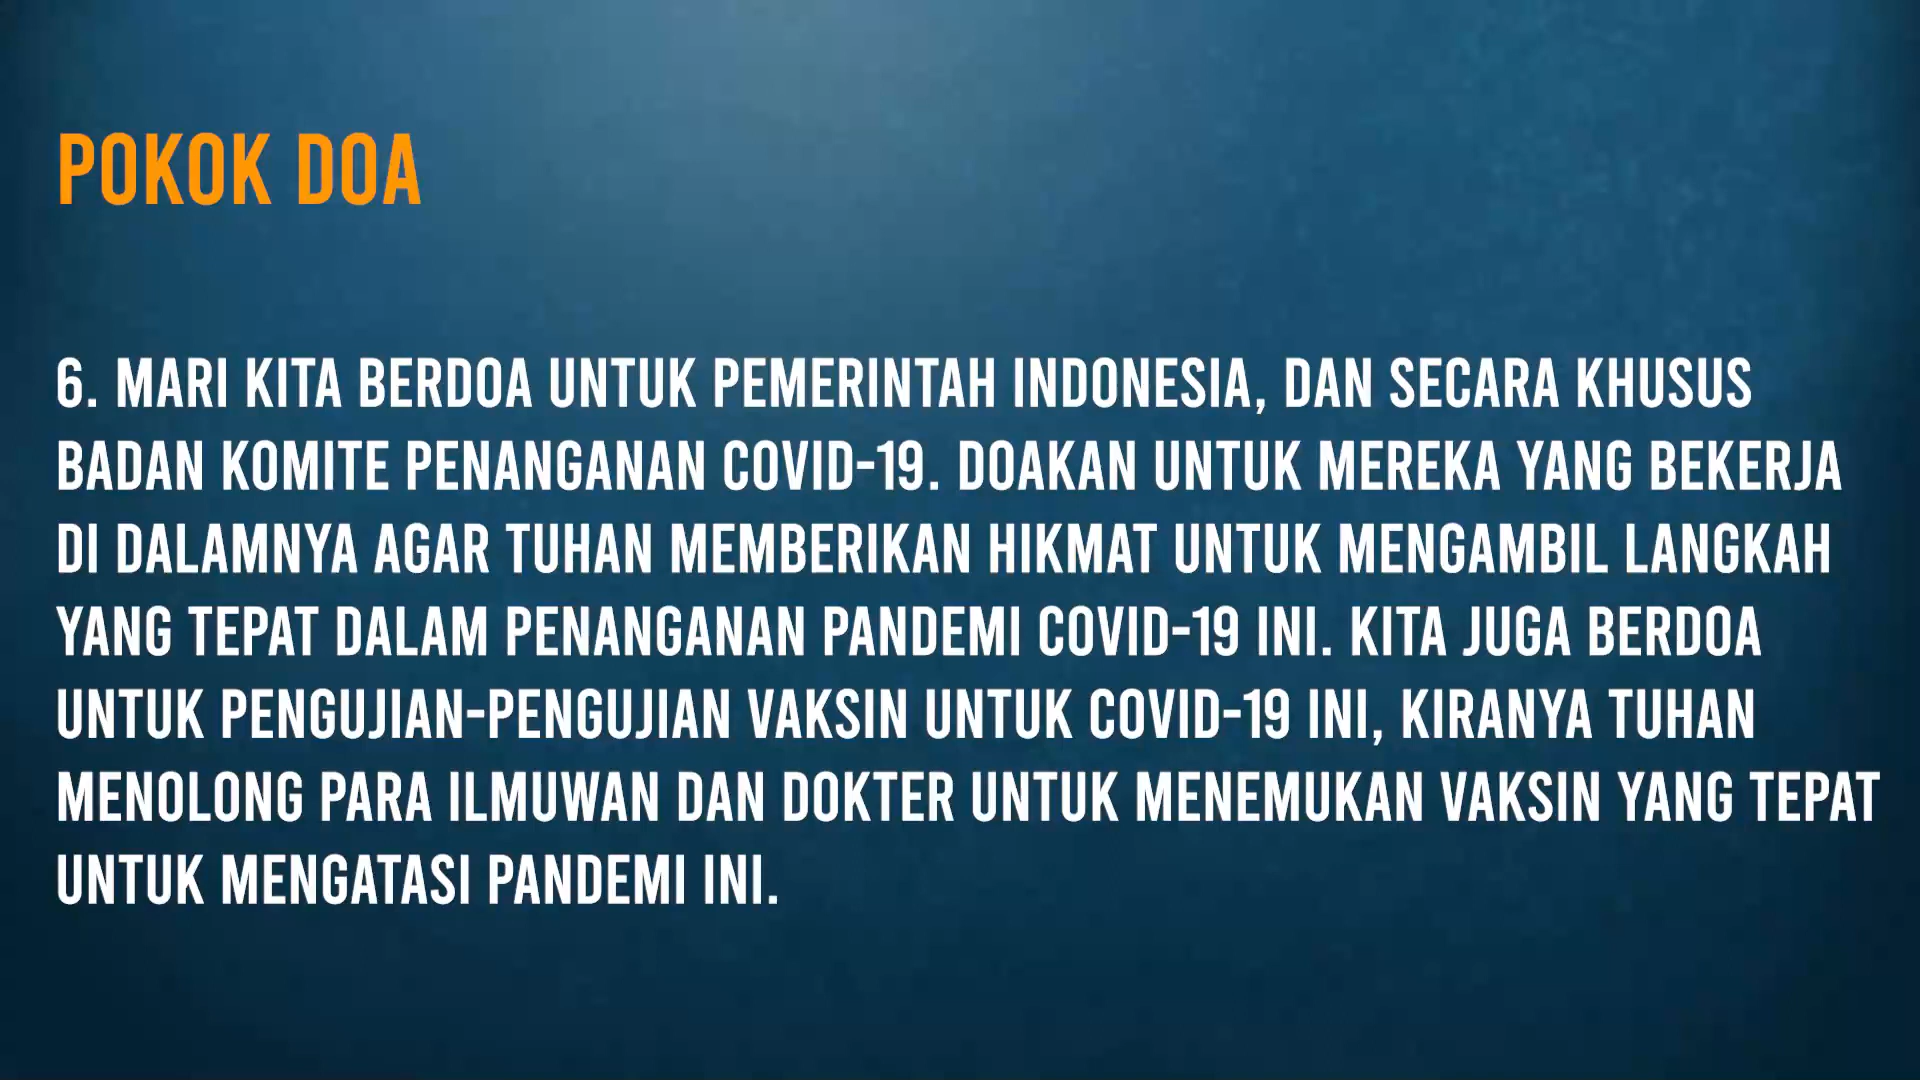 POKOK DOA
6. MARI KITA BERDOA UNTUK PEMERINTAH INDONESIA, DAN SECARA KHUSUS
BADAN KOMITE PENANGANAN COVID-19. DOAKAN UNTUK MEREKA YANG BEKERJA
DI DALAMNYA AGAR TUHAN MEMBERIKAN HIKMAT UNTUK MENGAMBIL LANGKAH
YANG TEPAT DALAM PENANGANAN PANDEMI COVID-19 INI. KITA JUGA BERDOA
UNTUK PENGUJIAN-PENGUJIAN VAKSIN UNTUK COVID-19 INI, KIRANYA TUHAN
MENOLONG PARA ILMUWAN DAN DOKTER UNTUK MENEMUKAN VAKSIN YANG TEPAT
UNTUK MENGATASI PANDEMI INI.